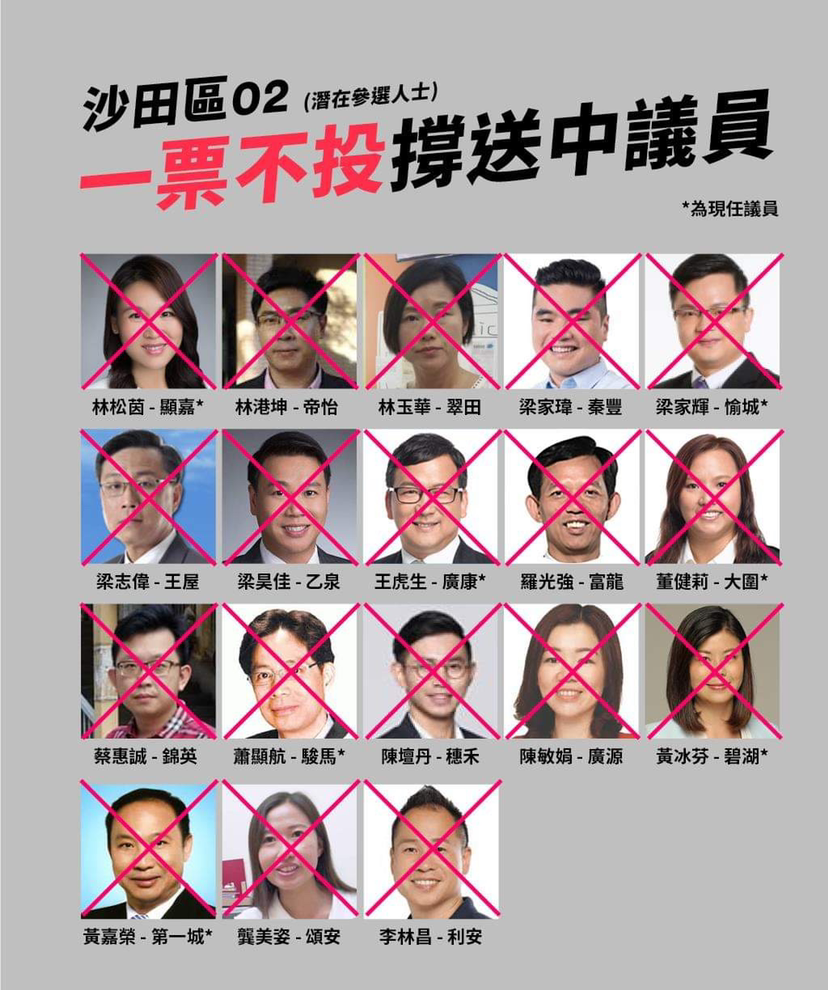 沙田區02 (潛在參選人士)
一票不投撐送中議員
*為現任議員
林松茵 - 顯嘉*
林港坤 - 帝怡
林玉華 - 翠田
梁家瑋 - 秦豐
梁家輝 - 愉城*
梁志偉 - 王屋
梁昊佳 - 乙泉
王虎生 - 廣康*
羅光強 - 富龍
董健莉 - 大圍*
蔡惠誠 - 錦英
蕭顯航 - 駿馬*
陳壇丹 - 穗禾
陳敏娟 - 廣源
黃冰芬 - 碧湖*
黃嘉榮 - 第一城*
龔美姿 - 頌安
李林昌 - 利安